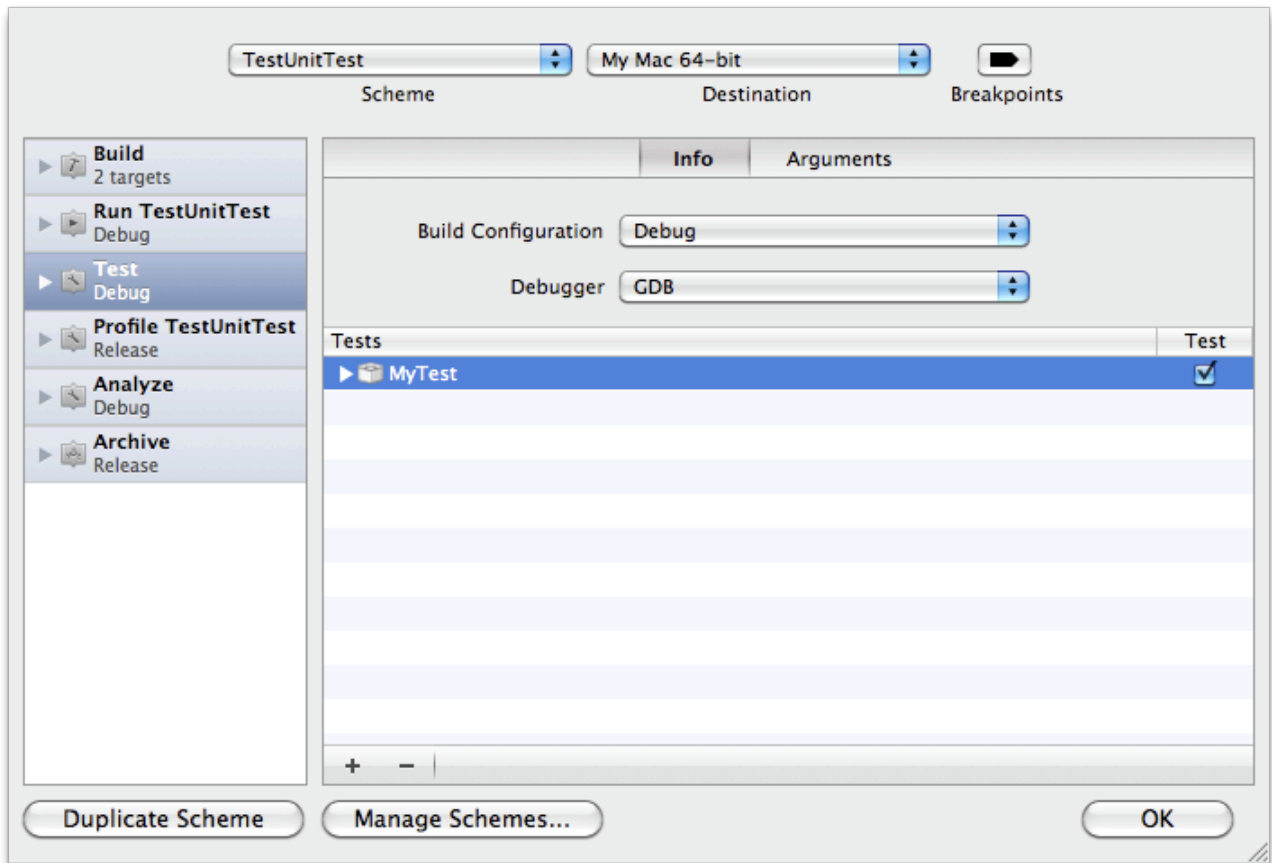 TestUnitTest
My Mac 64-bit
Scheme
Destination
Breakpoints
Build
2 targets
Run TestUnitTest
Debug
Test
Debug
Profile TestUnitTest
Release
Analyze
Debug
Archive
Release
Info
Arguments
Build Configuration
Debug
Debugger
GDB
Tests
Test
MyTest
+ -
Duplicate Scheme
Manage Schemes...
OK